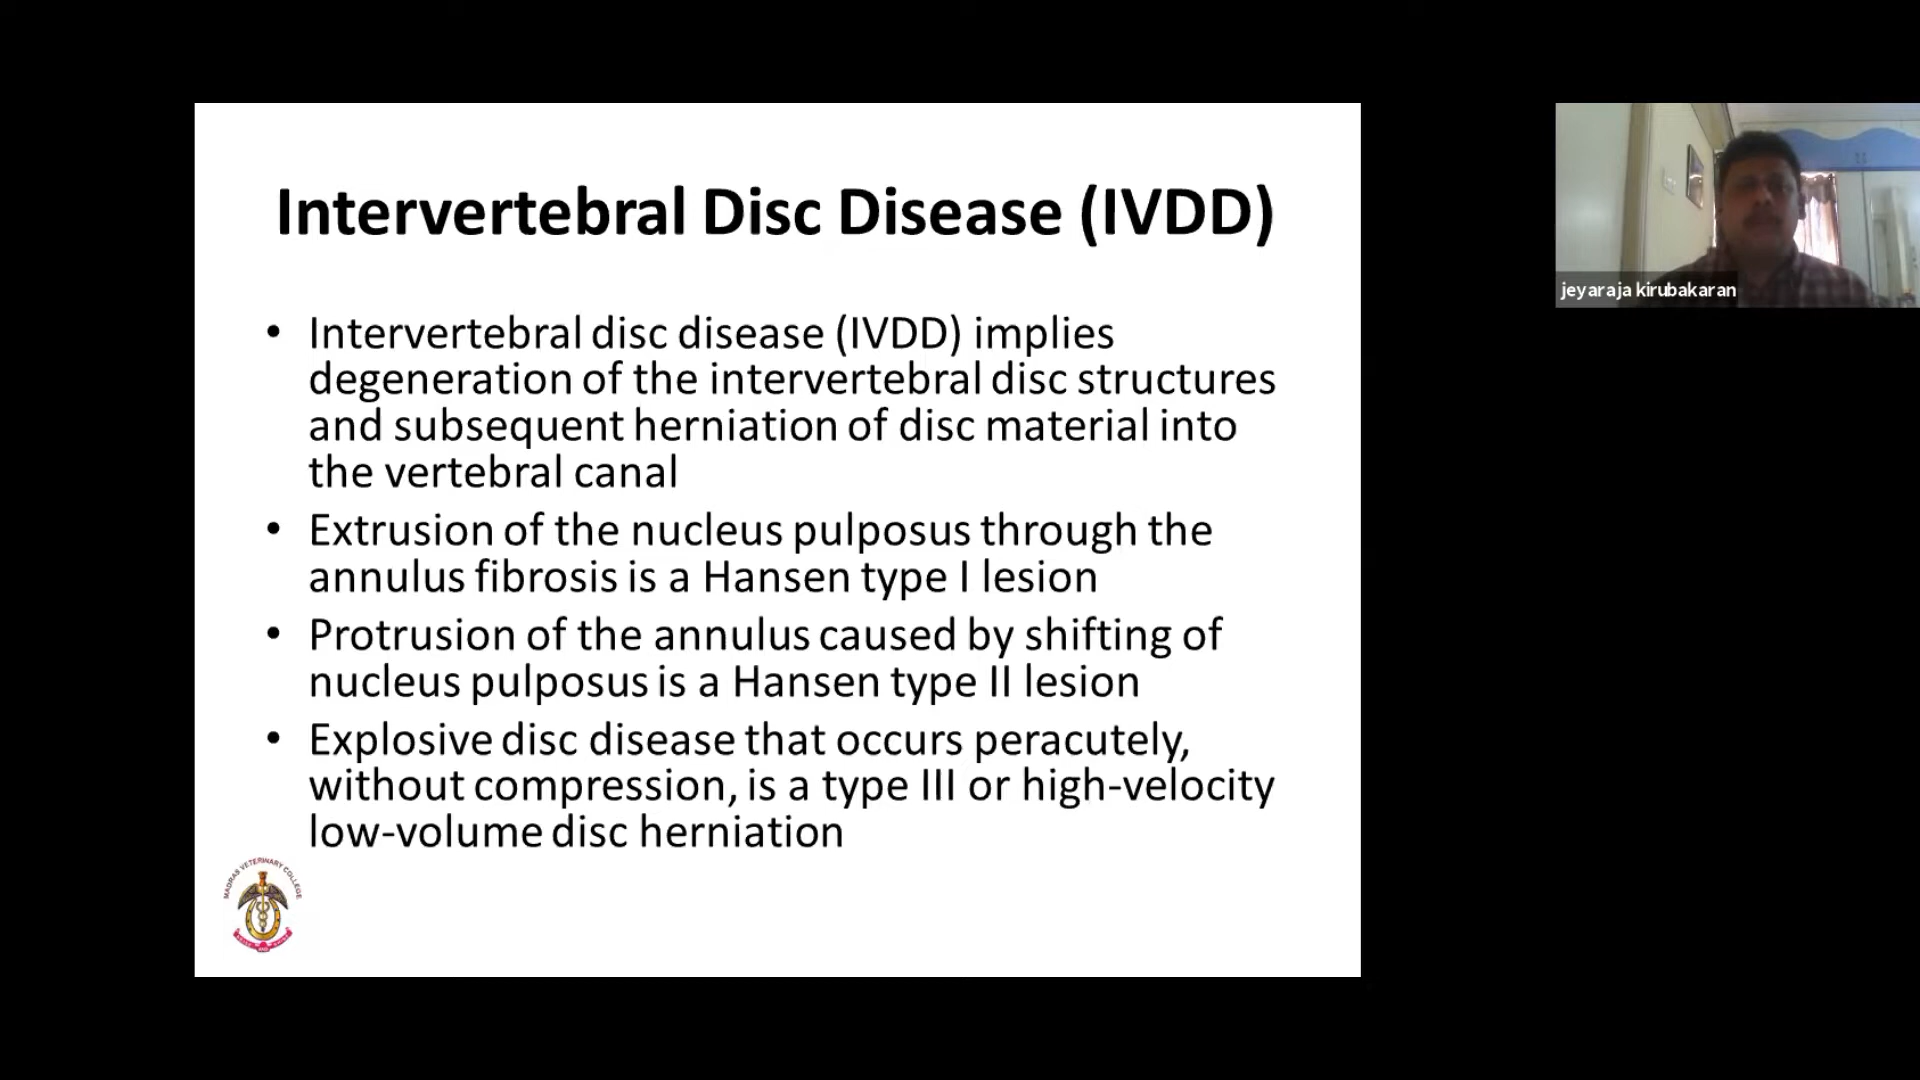 Intervertebral Disc Disease (IVDD)
• Intervertebral disc disease (IVDD) implies
degeneration of the intervertebral disc structures
and subsequent herniation of disc material into
the vertebral canal
• Extrusion of the nucleus pulposus through the
annulus fibrosis is a Hansen type I lesion
• Protrusion of the annulus caused by shifting of
nucleus pulposus is a Hansen type II lesion
• Explosive disc disease that occurs peracutely,
without compression, is a type III or high-velocity
low-volume disc herniation
MADRAS VETERINARY COLLEGE
jeyaraja kirubakaran